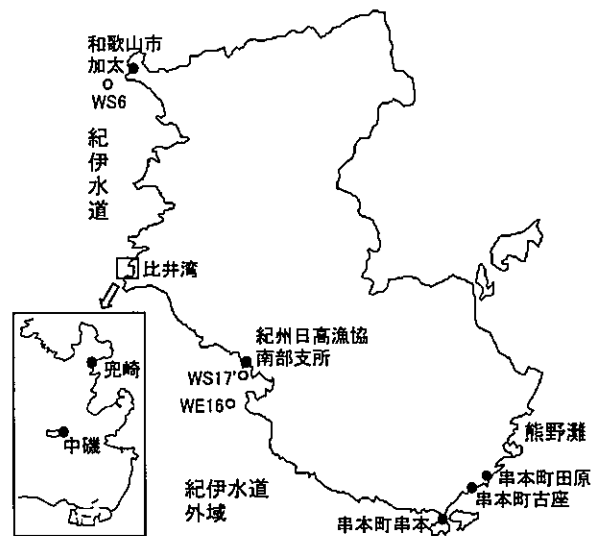 和歌山市
加太
WS6
紀伊水道
比井湾
兜崎
中磯
紀州日高漁協
南部支所
WS17'
WE16
熊野灘
串本町田原
串本町古座
串本町串本
紀伊水道
外域